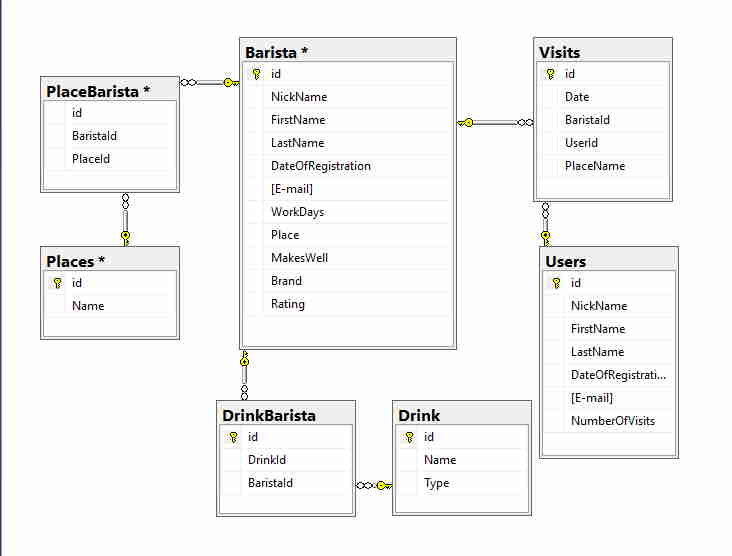 PlaceBarista *
id
BaristaId
PlaceId
Places *
id
Name
Barista *
id
NickName
FirstName
LastName
DateOfRegistration
[E-mail]
WorkDays
Place
MakesWell
Brand
Rating
Visits
id
Date
BaristaId
UserId
PlaceName
Users
id
NickName
FirstName
LastName
DateOfRegistrati...
[E-mail]
NumberOfVisits
DrinkBarista
id
DrinkId
BaristaId
Drink
id
Name
Type